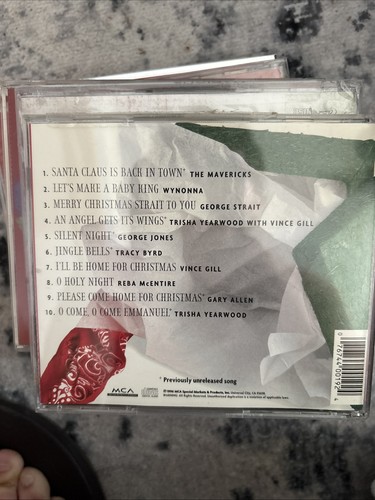 1. SANTA CLAUS IS BACK IN TOWN* THE MAVERICKS
2. LET'S MAKE A BABY KING WYNONNA
3. MERRY CHRISTMAS STRAIT TO YOU GEORGE STRAIT
4. AN ANGEL GETS ITS WINGS* TRISHA YEARWOOD WITH VINCE GILL
5. SILENT NIGHT* GEORGE JONES
6. JINGLE BELLS* TRACY BYRD
7. I'LL BE HOME FOR CHRISTMAS VINCE GILL
8. O HOLY NIGHT REBA McENTIRE
9. PLEASE COME HOME FOR CHRISTMAS* GARY ALLEN
10. O COME, O COME EMMANUEL* TRISHA YEARWOOD
* Previously unreleased song
MCA